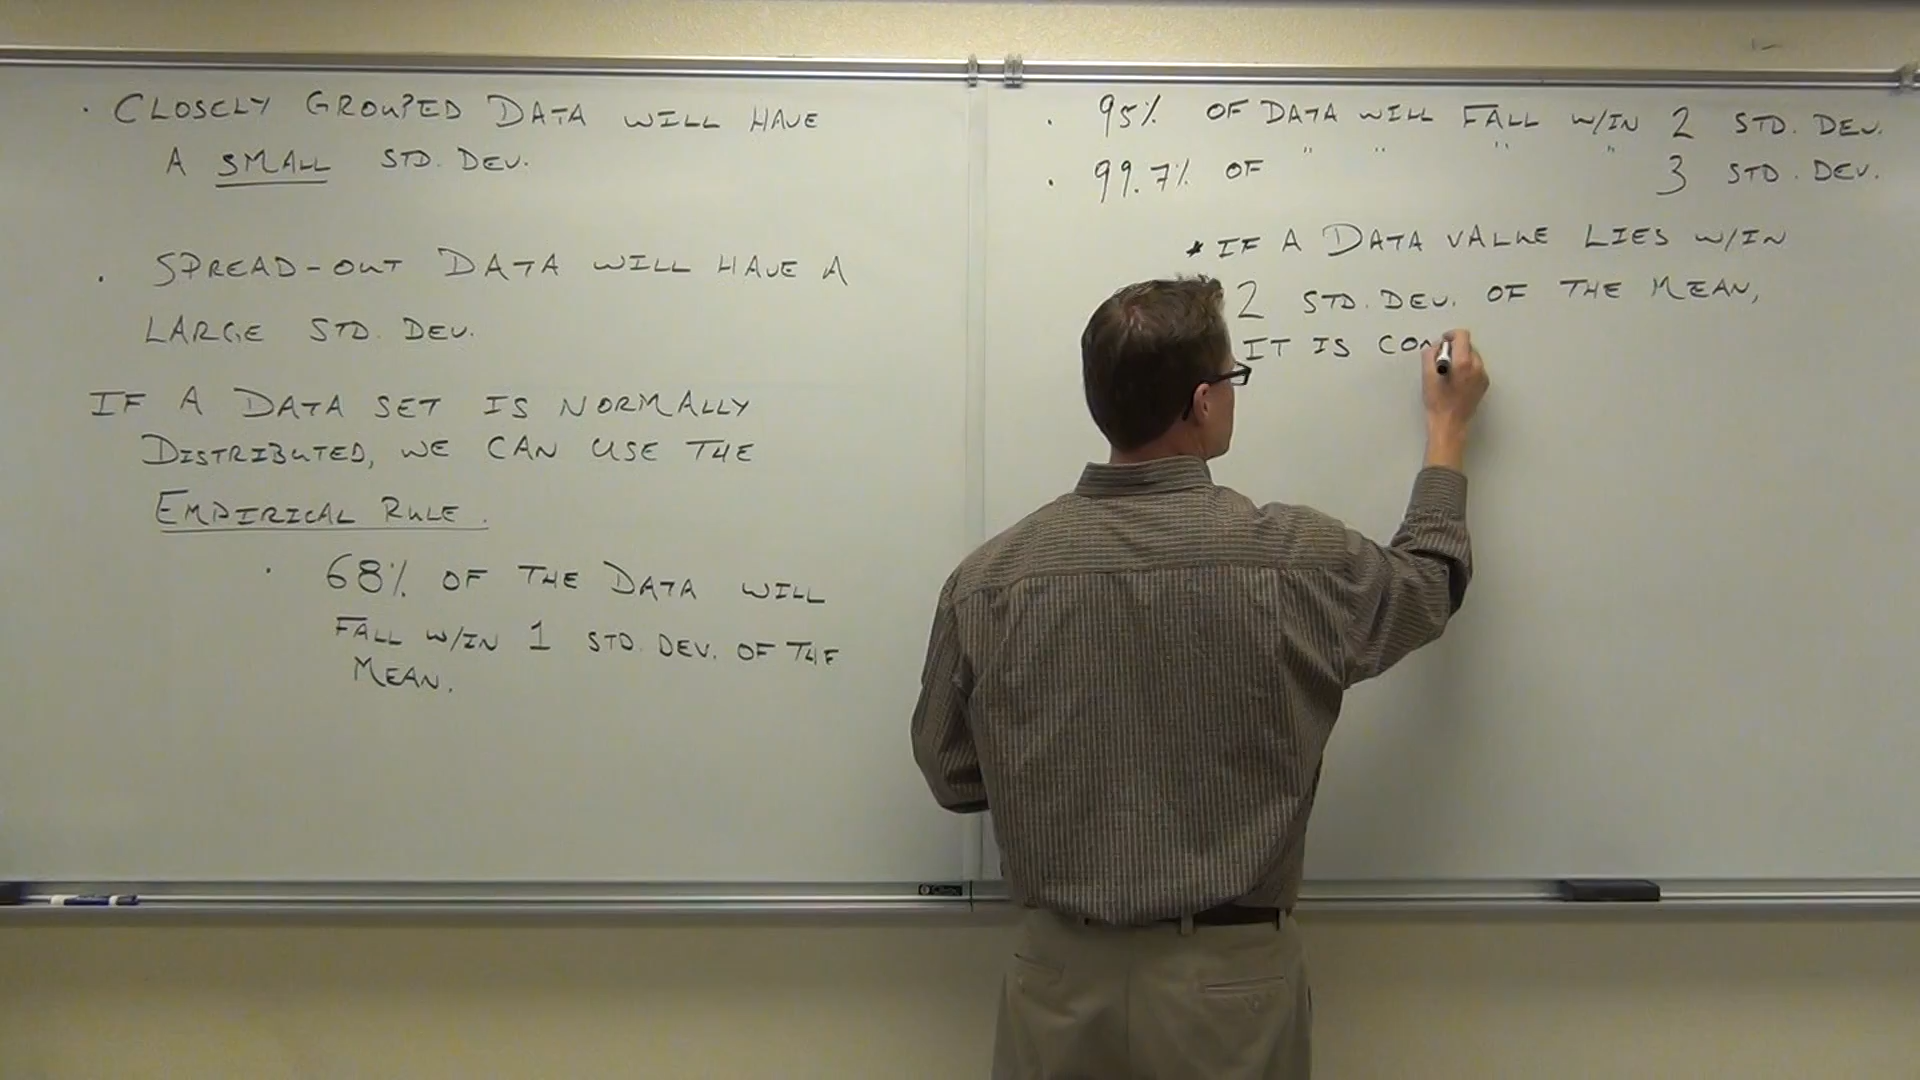 · CLOSELY GROUPED DATA WILL HAVE
A SMALL STD. DEV.
· SPREAD-OUT DATA WILL HAVE A
LARGE STD. DEV.
IF A DATA SET IS NORMALLY
DISTRIBUTED, WE CAN USE THE
EMPIRICAL RULE.
· 68% OF THE DATA WILL
FALL W/IN 1 STD. DEV. OF THE
MEAN.
· 95% OF DATA WILL FALL W/IN 2 STD. DEV.
· 99.7% OF " " " " 3 STD. DEV.
* IF A DATA VALUE LIES W/IN
2 STD. DEV. OF THE MEAN,
IT IS CON